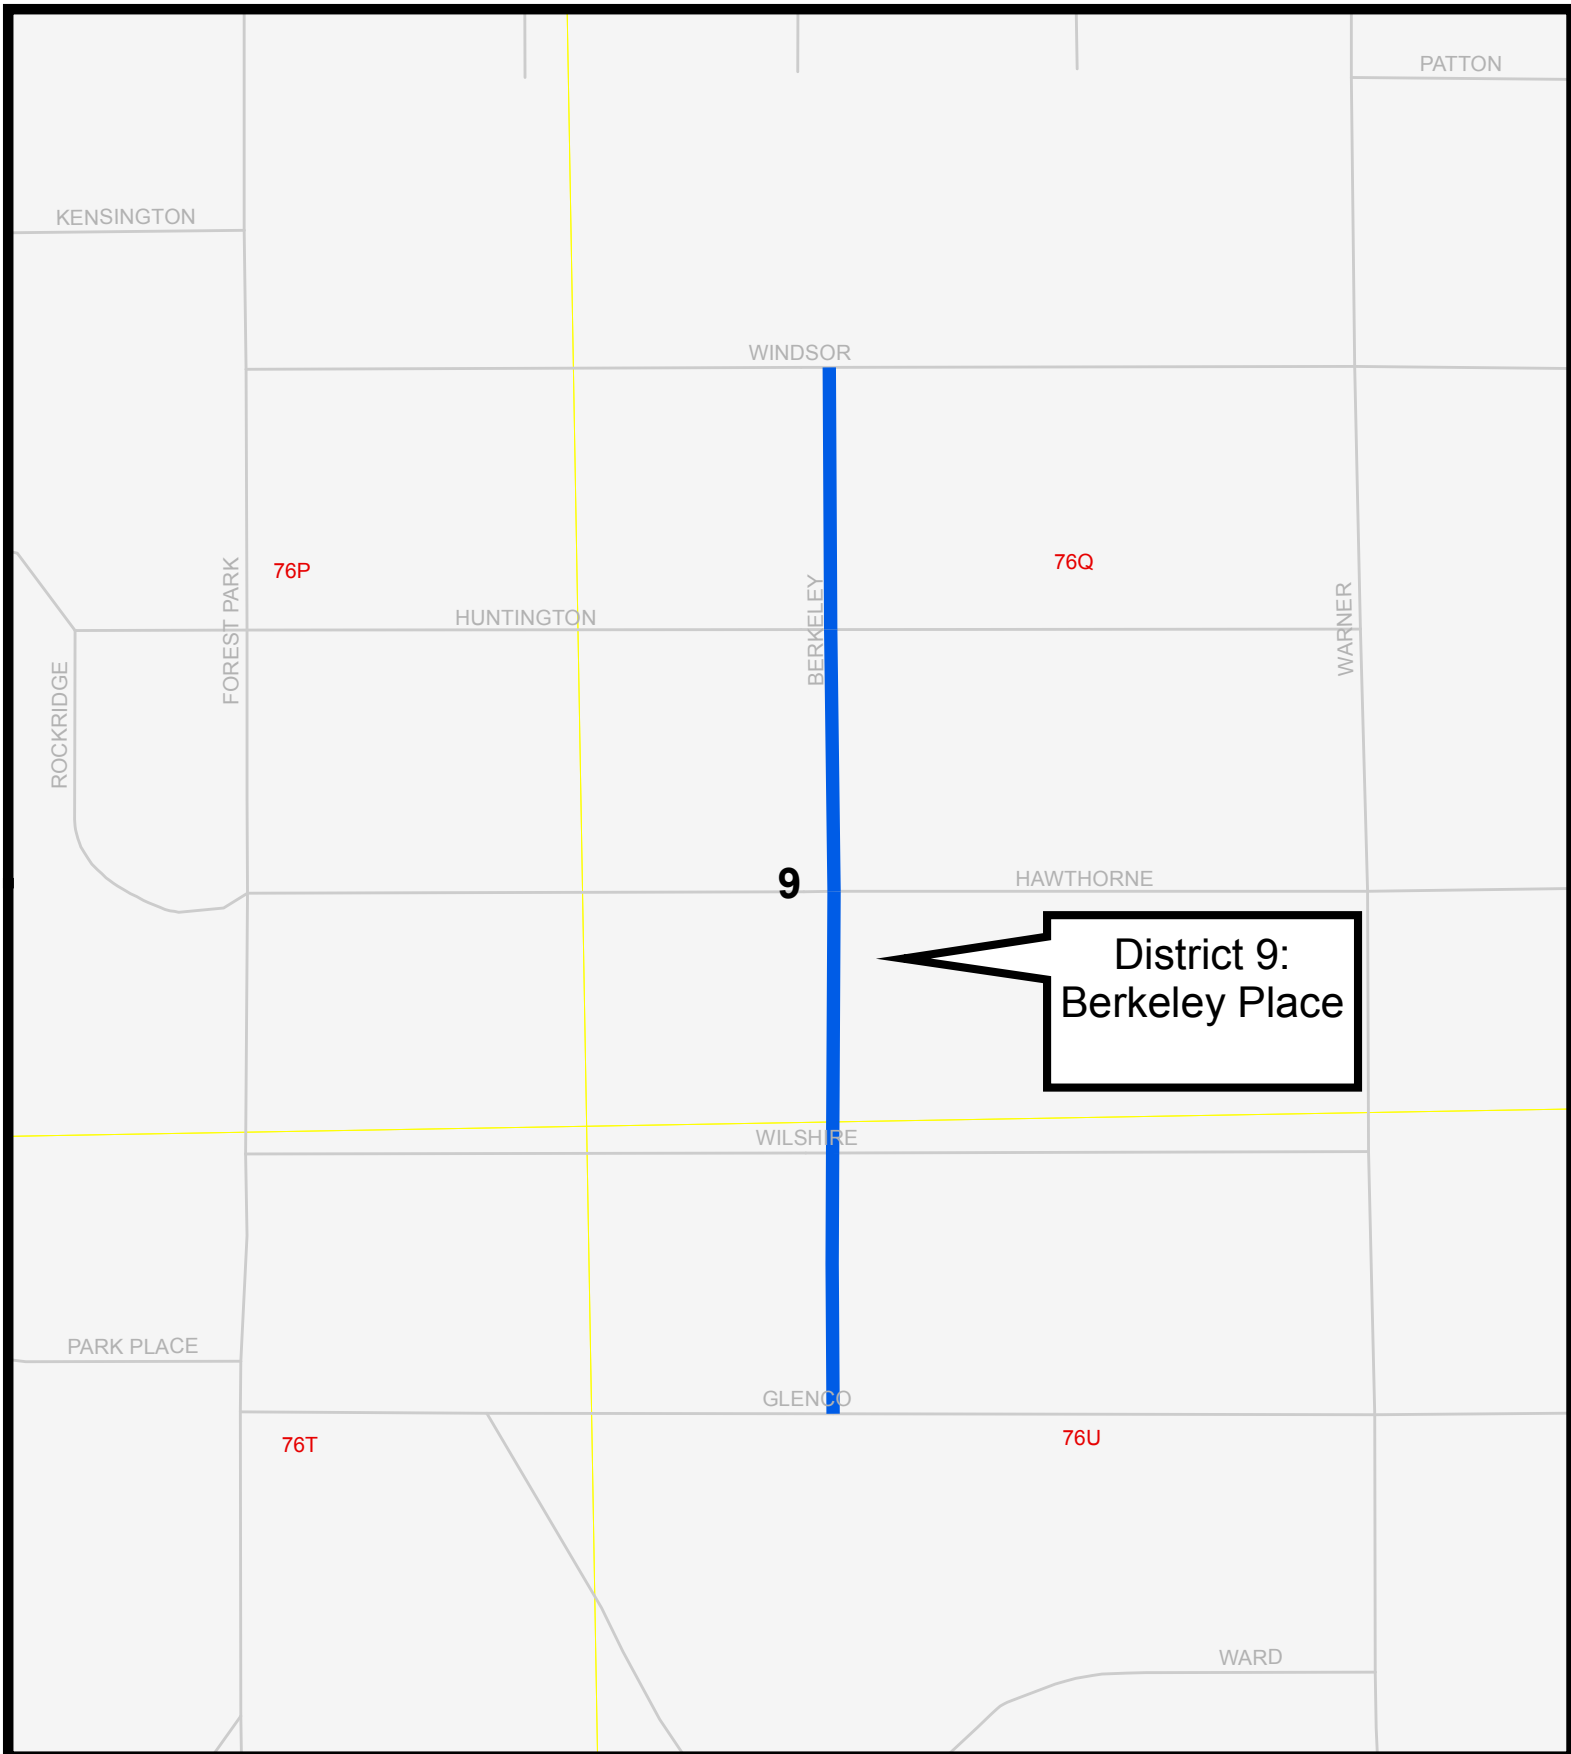 PATTON
KENSINGTON
WINDSOR
76P
76Q
FOREST PARK
BERKELEY
WARNER
HUNTINGTON
ROCKRIDGE
9
HAWTHORNE
District 9:
Berkeley Place
WILSHIRE
PARK PLACE
GLENCO
76T
76U
WARD